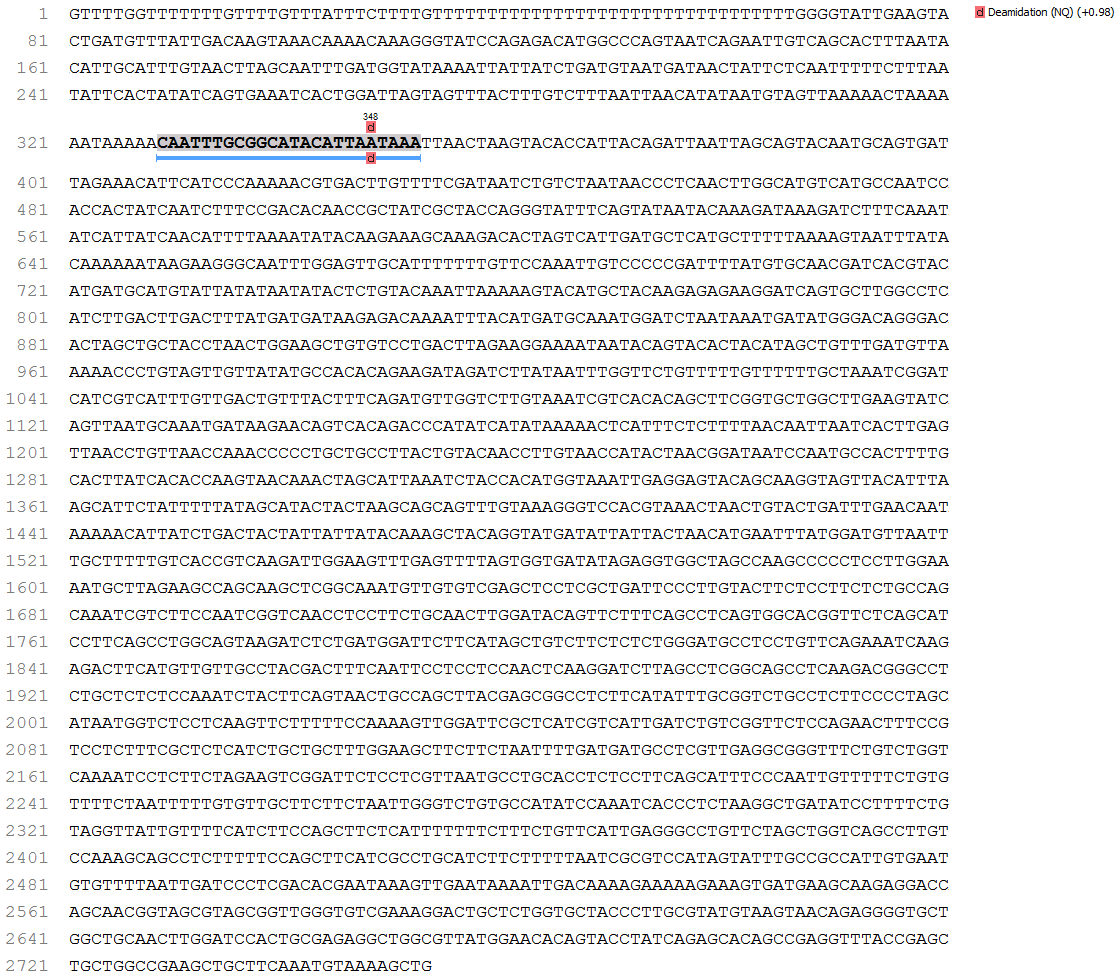 1 GTTTTGGTTTTTTTGTTTTGTTTATTTCTTTTGTTTTTTTTTTTTTTTTTTTTTTTTTTTTTTTTTTTTGGGGTATTGAAGTA
d Deamidation (NQ) (+0.98)
81 CTGATGTTTATTGACAAGTAAACAAAACAAAGGGTATCCAGAGACATGGCCCAGTAATCAGAATTGTCAGCACTTTAATA
161 CATTGCATTTGTAACTTAGCAATTTGATGGTATAAAATTATTATCTGATGTAATGATAACTATTCTCAATTTTTCTTTAA
241 TATTCACTATATCAGTGAAATCACTGGATTAGTAGTTTACTTTGTCTTTAATTAACATATAATGTAGTTAAAAACTAAAA
348
d
321 AATAAAAACAATTTGCGGCATACATTAATAAATTAACTAAGTACACCATTACAGATTAATTAGCAGTACAATGCAGTGAT
d
401 TAGAAACATTCATCCCAAAAACGTGACTTGTTTTCGATAATCTGTCTAATAACCCTCAACTTGGCATGTCATGCCAATCC
481 ACCACTATCAATCTTTCCGACACAACCGCTATCGCTACCAGGGTATTTCAGTATAATACAAAGATAAAGATCTTTCAAAT
561 ATCATTATCAACATTTTAAAATATACAAGAAAGCAAAGACACTAGTCATTGATGCTCATGCTTTTTAAAAGTAATTTATA
641 CAAAAAATAAGAAGGGCAATTTGGAGTTGCATTTTTTTGTTCCAAATTGTCCCCCGATTTTATGTGCAACGATCACGTAC
721 ATGATGCATGTATTATATAATATACTCTGTACAAATTAAAAAGTACATGCTACAAGAGAGAAGGATCAGTGCTTGGCCTC
801 ATCTTGACTTGACTTTATGATGATAAGAGACAAAATTTACATGATGCAAATGGATCTAATAAATGATATGGGACAGGGAC
881 ACTAGCTGCTACCTAACTGGAAGCTGTGTCCTGACTTAGAAGGAAAATAATACAGTACACTACATAGCTGTTTGATGTTA
961 AAAACCCTGTAGTTGTTATATGCCACACAGAAGATAGATCTTATAATTTGGTTCTGTTTTTGTTTTTTGCTAAATCGGAT
1041 CATCGTCATTTGTTGACTGTTTACTTTCAGATGTTGGTCTTGTAAATCGTCACACAGCTTCGGTGCTGGCTTGAAGTATC
1121 AGTTAATGCAAATGATAAGAACAGTCACAGACCCATATCATATAAAAACTCATTTCTCTTTTAACAATTAATCACTTGAG
1201 TTAACCTGTTAACCAAACCCCCTGCTGCCTTACTGTACAACCTTGTAACCATACTAACGGATAATCCAATGCCACTTTTG
1281 CACTTATCACACCAAGTAACAAACTAGCATTAAATCTACCACATGGTAAATTGAGGAGTACAGCAAGGTAGTTACATTTA
1361 AGCATTCTATTTTTATAGCATACTACTAAGCAGCAGTTTGTAAAGGGTCCACGTAAACTAACTGTACTGATTTGAACAAT
1441 AAAAACATTATCTGACTACTATTATTATACAAAGCTACAGGTATGATATTATTACTAACATGAATTTATGGATGTTAATT
1521 TGCTTTTTGTCACCGTCAAGATTGGAAGTTTGAGTTTTAGTGGTGATATAGAGGTGGCTAGCCAAGCCCCCTCCTTGGAA
1601 AATGCTTAGAAGCCAGCAAGCTCGGCAAATGTTGTGTCGAGCTCCTCGCTGATTCCCTTGTACTTCTCCTTCTCTGCCAG
1681 CAAATCGTCTTCCAATCGGTCAACCTCCTTCTGCAACTTGGATACAGTTCTTTCAGCCTCAGTGGCACGGTTCTCAGCAT
1761 CCTTCAGCCTGGCAGTAAGATCTCTGATGGATTCTTCATAGCTGTCTTCTCTCTGGGATGCCTCCTGTTCAGAAATCAAG
1841 AGACTTCATGTTGTTGCCTACGACTTTCAATTCCTCCTCCAACTCAAGGATCTTAGCCTCGGCAGCCTCAAGACGGGCCT
1921 CTGCTCTCTCCAAATCTACTTCAGTAACTGCCAGCTTACGAGCGGCCTCTTCATATTTGCGGTCTGCCTCTTCCCCTAGC
2001 ATAATGGTCTCCTCAAGTTCTTTTTCCAAAAGTTGGATTCGCTCATCGTCATTGATCTGTCGGTTCTCCAGAACTTTCCG
2081 TCCTCTTTCGCTCTCATCTGCTGCTTTGGAAGCTTCTTCTAATTTTGATGATGCCTCGTTGAGGCGGGTTTCTGTCTGGT
2161 CAAAATCCTCTTCTAGAAGTCGGATTCTCCTCGTTAATGCCTGCACCTCTCCTTCAGCATTTCCCAATTGTTTTTCTGTG
2241 TTTTCTAATTTTTGTGTTGCTTCTTCTAATTGGGTCTGTGCCATATCCAAATCACCCTCTAAGGCTGATATCCTTTTCTG
2321 TAGGTTATTGTTTTCATCTTCCAGCTTCTCATTTTTTTCTTTCTGTTCATTGAGGGCCTGTTCTAGCTGGTCAGCCTTGT
2401 CCAAAGCAGCCTCTTTTTCCAGCTTCATCGCCTGCATCTTCTTTTTAATCGCGTCCATAGTATTTGCCGCCATTGTGAAT
2481 GTGTTTTAATTGATCCCTCGACACGAATAAAGTTGAATAAAATTGACAAAAGAAAAAGAAAGTGATGAAGCAAGAGGACC
2561 AGCAACGGTAGCGTAGCGGTTGGGTGTCGAAAGGACTGCTCTGGTGCTACCCTTGCGTATGTAAGTAACAGAGGGGTGCT
2641 GGCTGCAACTTGGATCCACTGCGAGAGGCTGGCGTTATGGAACACAGTACCTATCAGAGCACAGCCGAGGTTTACCGAGC
2721 TGCTGGCCGAAGCTGCTTCAAATGTAAAAGCTG